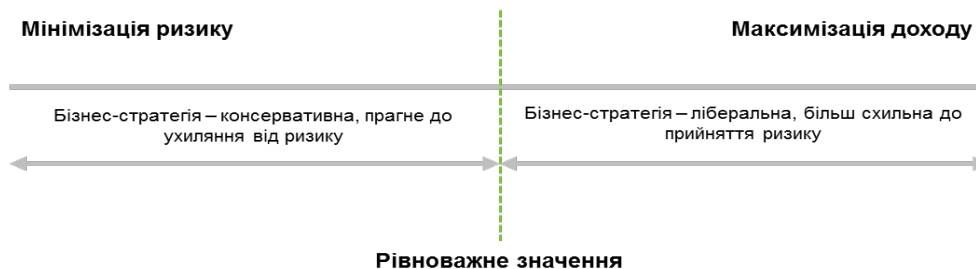 Мінімізація ризику
Максимізація доходу
Бізнес-стратегія – консервативна, прагне до
ухиляння від ризику
Бізнес-стратегія – ліберальна, більш схильна до
прийняття ризику
Рівноважне значення